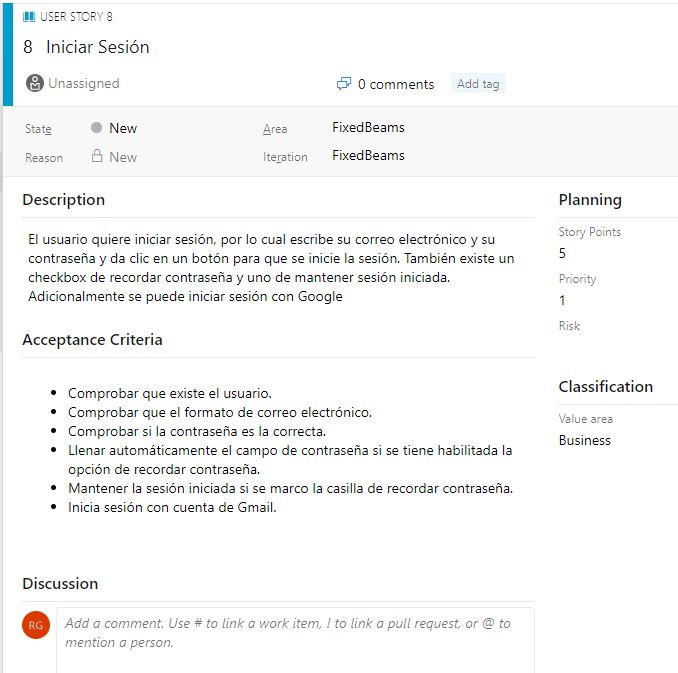 USER STORY 8
8 Iniciar Sesión
Unassigned
0 comments
Add tag
State New
Area FixedBeams
Reason New
Iteration FixedBeams
Description
El usuario quiere iniciar sesión, por lo cual escribe su correo electrónico y su
contraseña y da clic en un botón para que se inicie la sesión. También existe un
checkbox de recordar contraseña y uno de mantener sesión iniciada.
Adicionalmente se puede iniciar sesión con Google
Acceptance Criteria
• Comprobar que existe el usuario.
• Comprobar que el formato de correo electrónico.
• Comprobar si la contraseña es la correcta.
• Llenar automáticamente el campo de contraseña si se tiene habilitada la
opción de recordar contraseña.
• Mantener la sesión iniciada si se marco la casilla de recordar contraseña.
• Inicia sesión con cuenta de Gmail.
Planning
Story Points
5
Priority
1
Risk
Classification
Value area
Business
Discussion
RG
Add a comment. Use # to link a work item, ! to link a pull request, or @ to
mention a person.